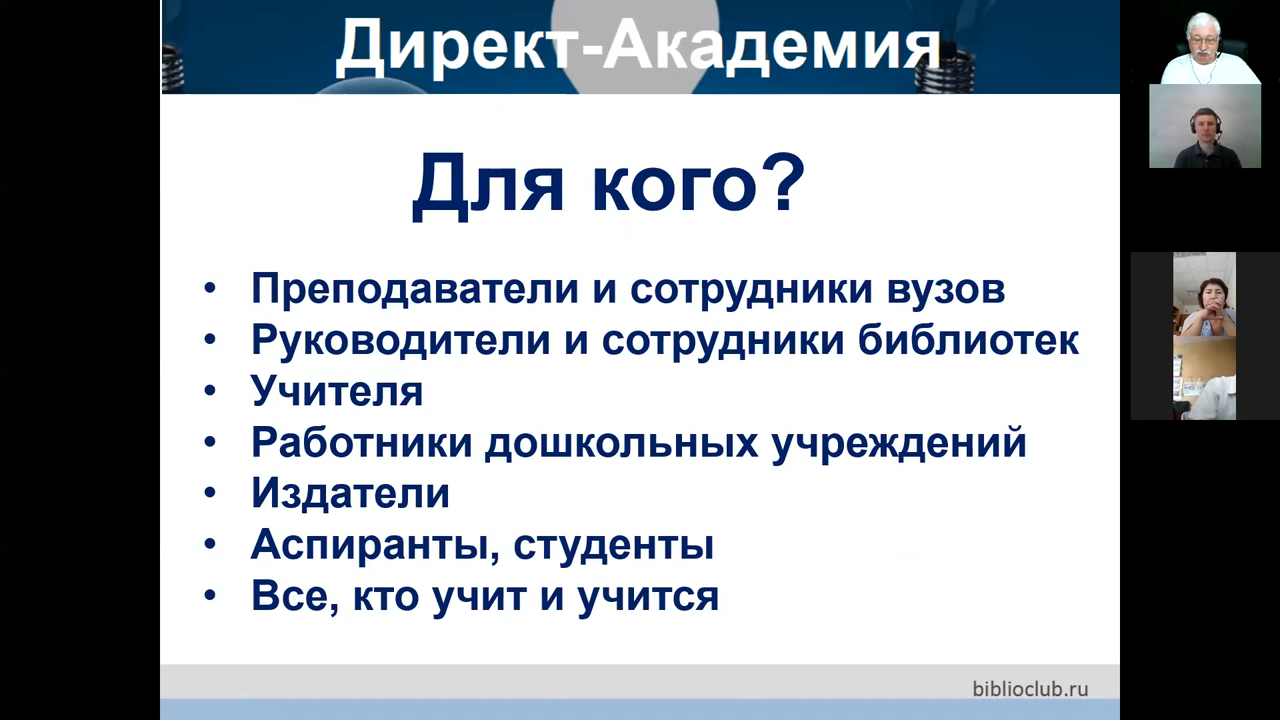 Директ-Академия
Для кого?
• Преподаватели и сотрудники вузов
• Руководители и сотрудники библиотек
• Учителя
• Работники дошкольных учреждений
• Издатели
• Аспиранты, студенты
• Все, кто учит и учится
biblioclub.ru